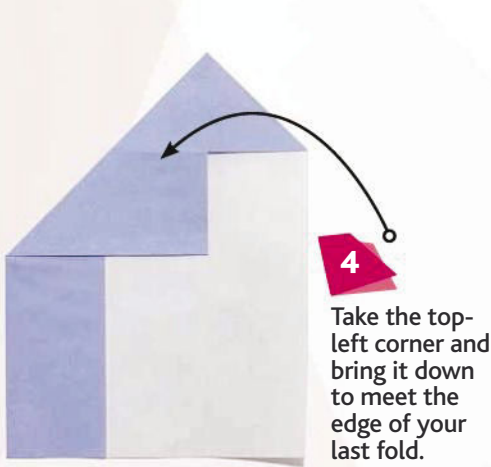 4
Take the top-
left corner and
bring it down
to meet the
edge of your
last fold.